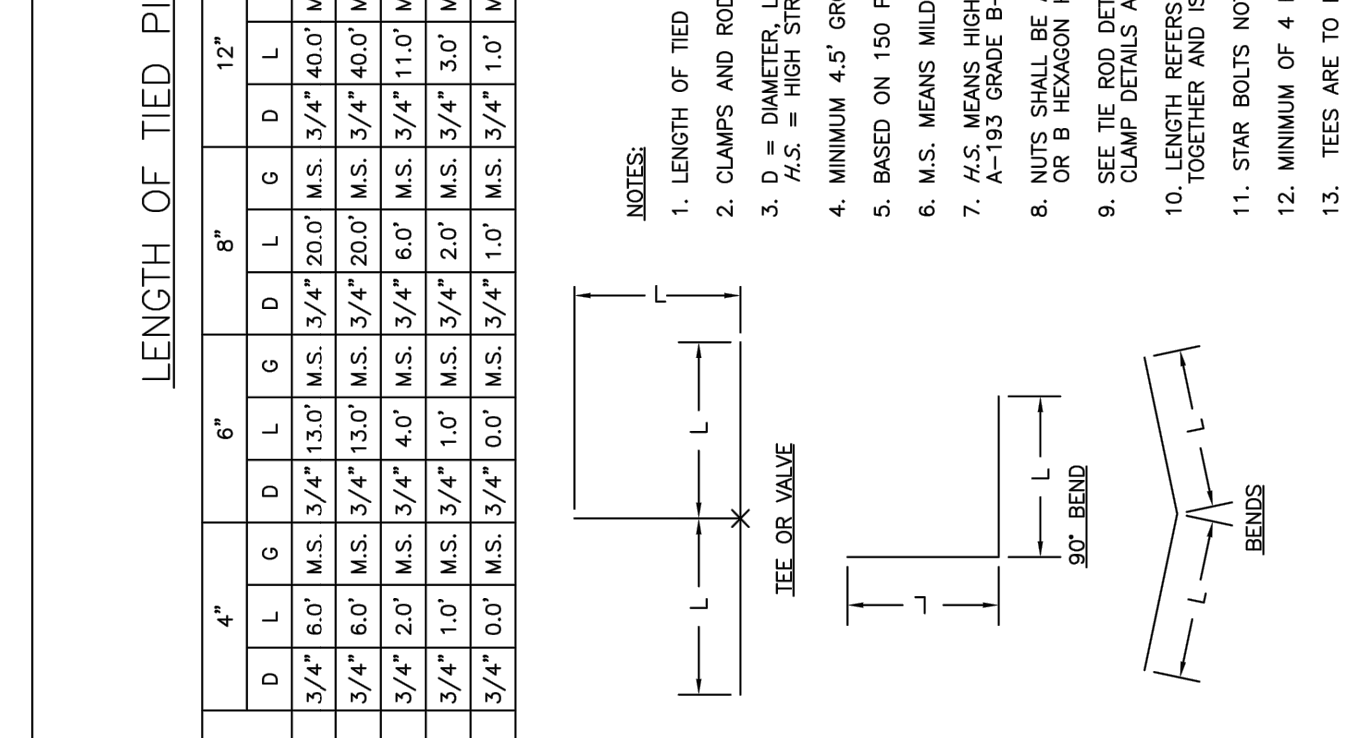 LENGTH OF TIED
4" 6" 8" 12"
D L G D L G D L G D L
3/4" 6.0' M.S. 3/4" 13.0' M.S. 3/4" 20.0' M.S. 3/4" 40.0'
3/4" 6.0' M.S. 3/4" 13.0' M.S. 3/4" 20.0' M.S. 3/4" 40.0'
3/4" 2.0' M.S. 3/4" 4.0' M.S. 3/4" 6.0' M.S. 3/4" 11.0'
3/4" 1.0' M.S. 3/4" 1.0' M.S. 3/4" 2.0' M.S. 3/4" 3.0'
3/4" 0.0' M.S. 3/4" 0.0' M.S. 3/4" 1.0' M.S. 3/4" 1.0'
L
L L
TEE OR VALVE
L
L
90° BEND
L L
BENDS
NOTES:
1. LENGTH OF TIED
2. CLAMPS AND
3. D = DIAMETER,
H.S. = HIGH
4. MINIMUM 4.5'
5. BASED ON 150
6. M.S. MEANS MILD
7. H.S. MEANS HIGH
A-193 GRADE
8. NUTS SHALL BE
OR B HEXAGON
9. SEE TIE ROD
CLAMP DETAILS
10. LENGTH REFERS
TOGETHER AND
11. STAR BOLTS
12. MINIMUM OF 4
13. TEES ARE TO